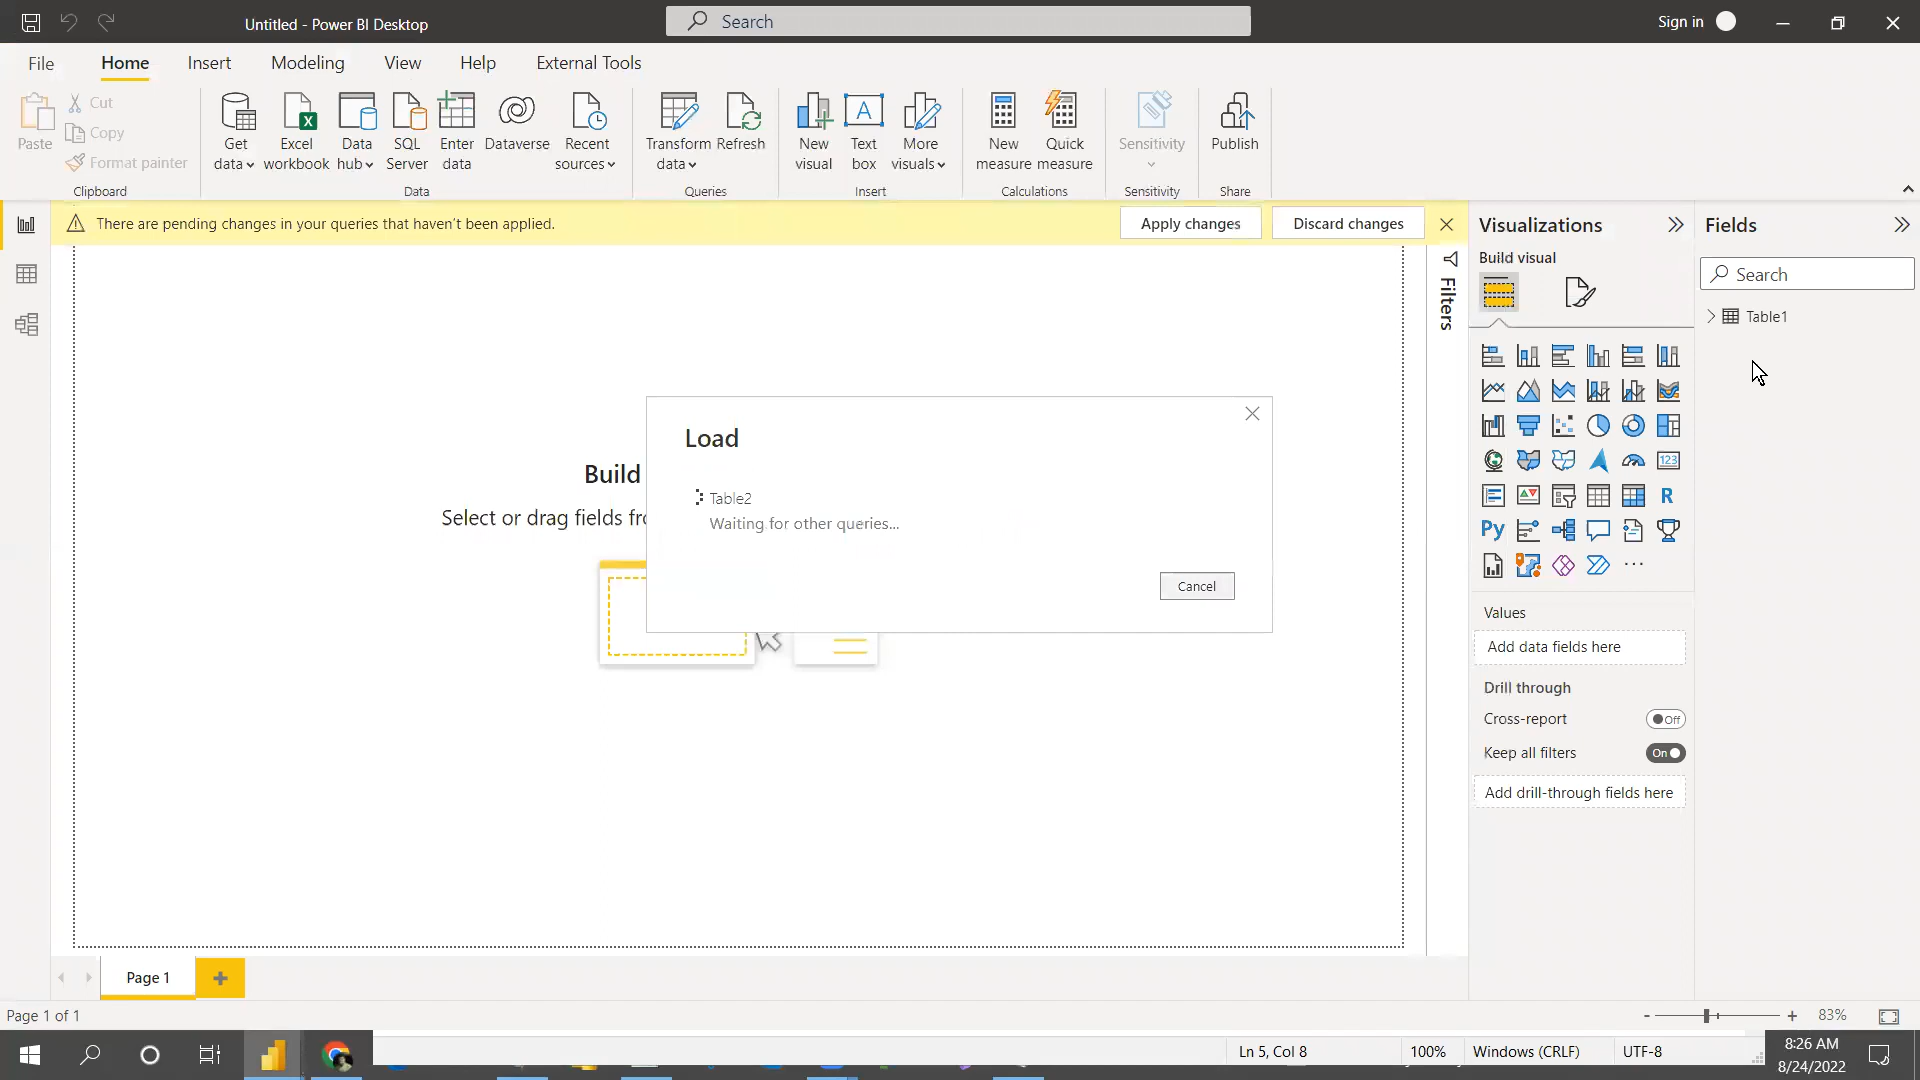 Untitled - Power BI Desktop
Search
Sign in
File
Home
Insert
Modeling
View
Help
External Tools
Paste
Cut
Copy
Format painter
Clipboard
Get data
Excel workbook
Data hub
SQL Server
Enter data
Dataverse
Recent sources
Data
Transform data
Refresh
Queries
New visual
Text box
More visuals
Insert
New measure
Quick measure
Calculations
Sensitivity
Sensitivity
Publish
Share
There are pending changes in your queries that haven't been applied.
Apply changes
Discard changes
Filters
Visualizations
Build visual
123
R
Py
Values
Add data fields here
Drill through
Cross-report
Off
Keep all filters
On
Add drill-through fields here
Fields
Search
Table1
Build
Select or drag fields fro
Load
Table2
Waiting for other queries...
Cancel
Page 1
Page 1 of 1
83%
Ln 5, Col 8
100%
Windows (CRLF)
UTF-8
8:26 AM
8/24/2022